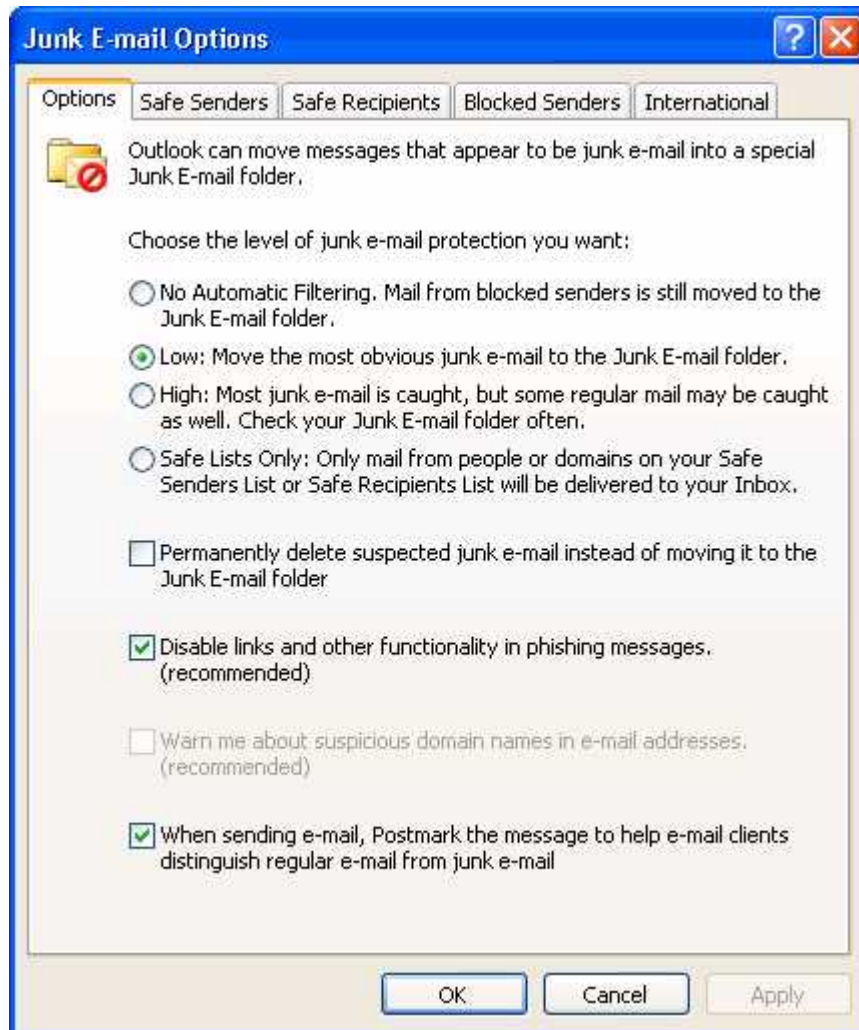 Junk E-mail Options
Options Safe Senders Safe Recipients Blocked Senders International
Outlook can move messages that appear to be junk e-mail into a special
Junk E-mail folder.
Choose the level of junk e-mail protection you want:
No Automatic Filtering. Mail from blocked senders is still moved to the
Junk E-mail folder.
Low: Move the most obvious junk e-mail to the Junk E-mail folder.
High: Most junk e-mail is caught, but some regular mail may be caught
as well. Check your Junk E-mail folder often.
Safe Lists Only: Only mail from people or domains on your Safe
Senders List or Safe Recipients List will be delivered to your Inbox.
Permanently delete suspected junk e-mail instead of moving it to the
Junk E-mail folder
Disable links and other functionality in phishing messages.
(recommended)
Warn me about suspicious domain names in e-mail addresses.
(recommended)
When sending e-mail, Postmark the message to help e-mail clients
distinguish regular e-mail from junk e-mail
OK Cancel Apply